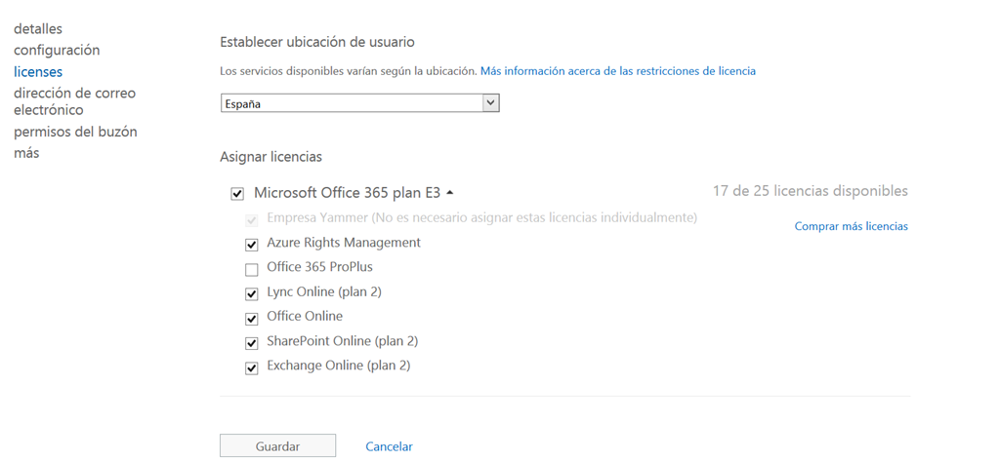 detalles
configuración
licenses
dirección de correo
electrónico
permisos del buzón
más
Establecer ubicación de usuario
Los servicios disponibles varían según la ubicación. Más información acerca de las restricciones de licencia
España
Asignar licencias
Microsoft Office 365 plan E3
17 de 25 licencias disponibles
Empresa Yammer (No es necesario asignar estas licencias individualmente)
Comprar más licencias
Azure Rights Management
Office 365 ProPlus
Lync Online (plan 2)
Office Online
SharePoint Online (plan 2)
Exchange Online (plan 2)
Guardar
Cancelar